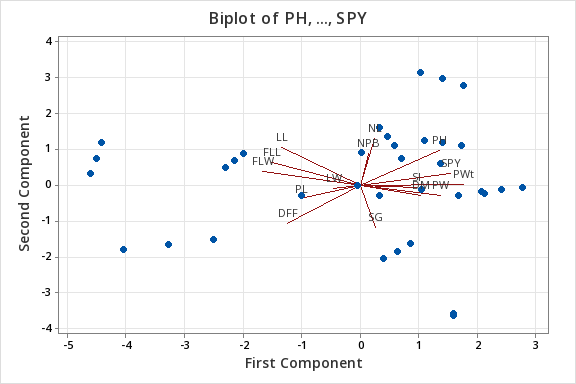 Biplot of PH, ..., SPY
Second Component
4
3
2
1
0
-1
-2
-3
-4
LL
FLL
FLW
LW
PL
DFF
NPB
PH
SPY
PWt
SL
PW
SG
-5
-4
-3
-2
-1
0
1
2
3
First Component